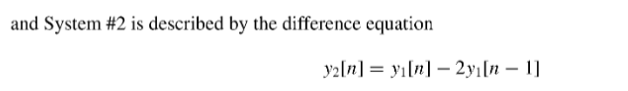 and System #2 is described by the difference equation
y₂[n] = y₁[n] − 2y₁[n − 1]